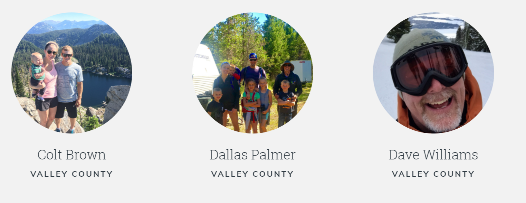 Colt Brown
VALLEY COUNTY
Dallas Palmer
VALLEY COUNTY
Dave Williams
VALLEY COUNTY